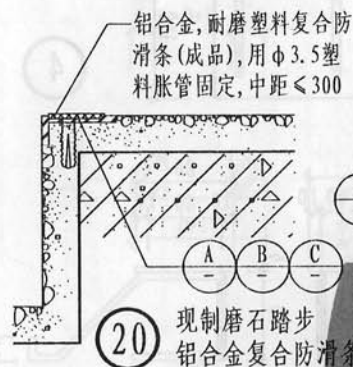 铝合金,耐磨塑料复合防
滑条(成品),用φ3.5塑
料胀管固定,中距≤300
A B C
- - -
20
现制磨石踏步
铝合金复合防滑条